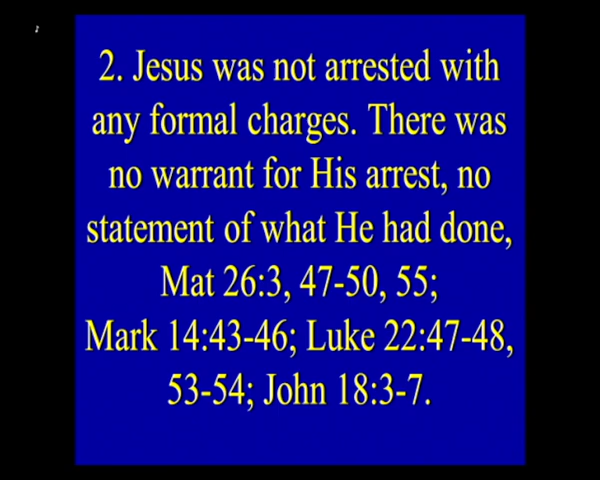 2. Jesus was not arrested with
any formal charges. There was
no warrant for His arrest, no
statement of what He had done,
Mat 26:3, 47-50, 55;
Mark 14:43-46; Luke 22:47-48,
53-54; John 18:3-7.